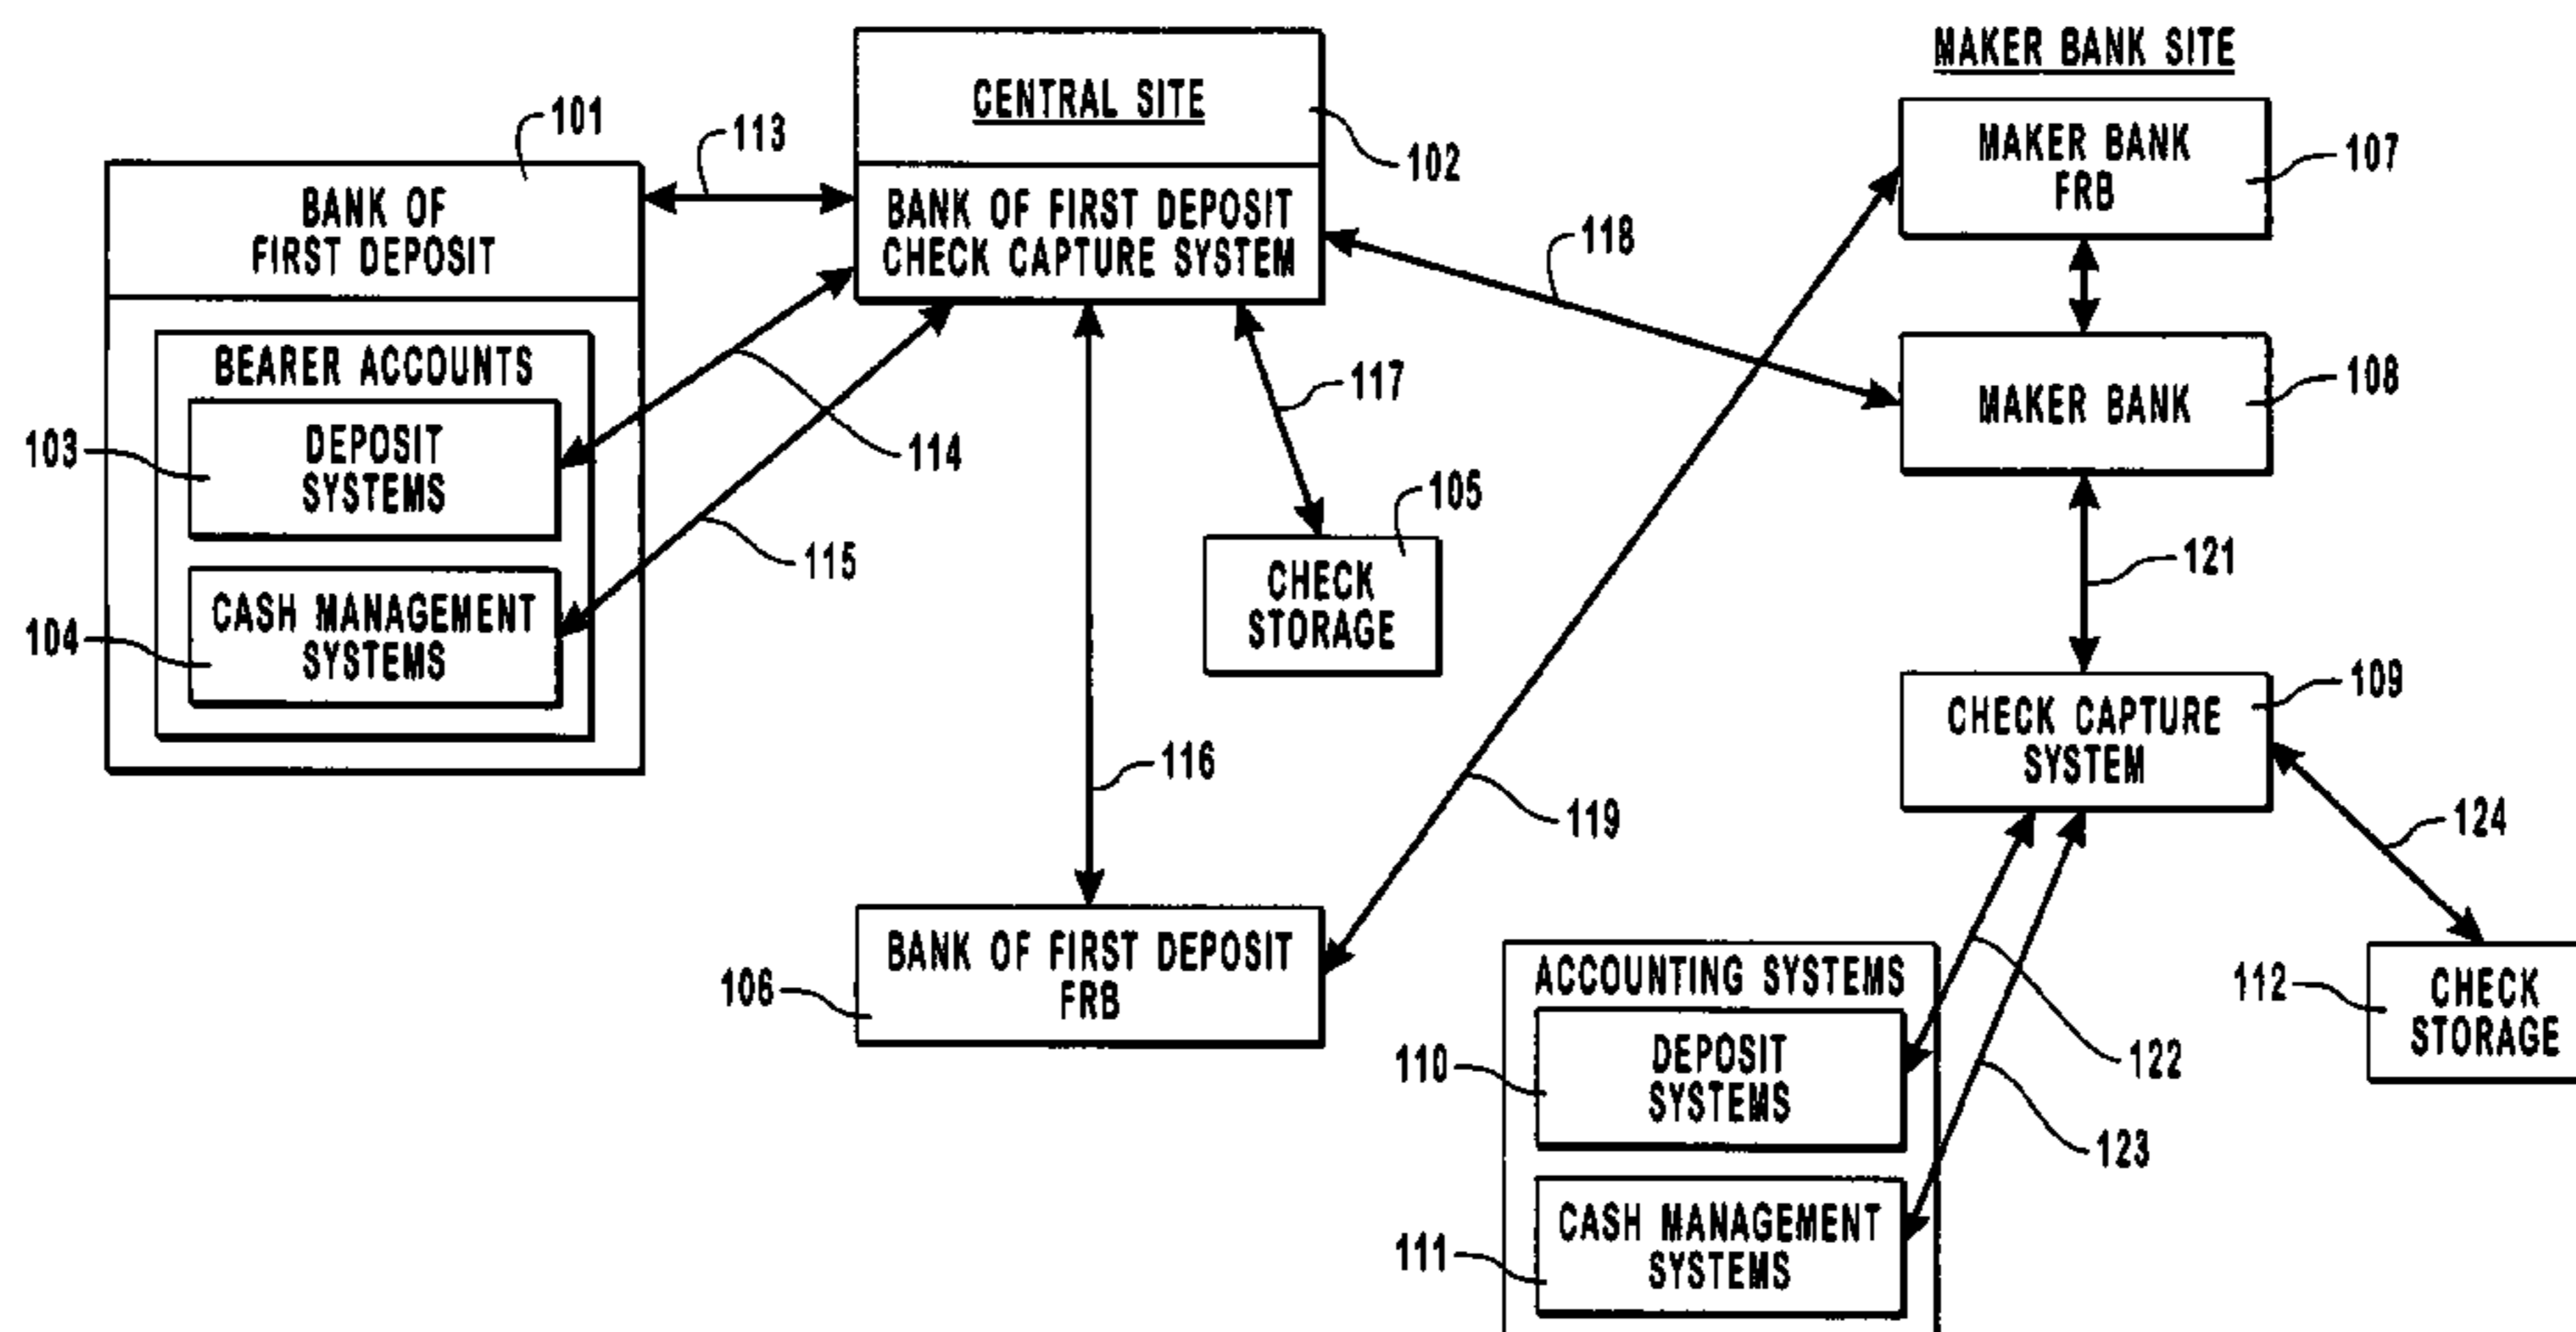 101
BANK OF
FIRST DEPOSIT
BEARER ACCOUNTS
103
DEPOSIT
SYSTEMS
104
CASH MANAGEMENT
SYSTEMS
113
114
115
CENTRAL SITE
102
BANK OF FIRST DEPOSIT
CHECK CAPTURE SYSTEM
117
105
CHECK
STORAGE
116
106
BANK OF FIRST DEPOSIT
FRB
118
119
MAKER BANK SITE
MAKER BANK
FRB
107
MAKER BANK
108
121
CHECK CAPTURE
SYSTEM
109
124
112
CHECK
STORAGE
122
123
ACCOUNTING SYSTEMS
110
DEPOSIT
SYSTEMS
111
CASH MANAGEMENT
SYSTEMS